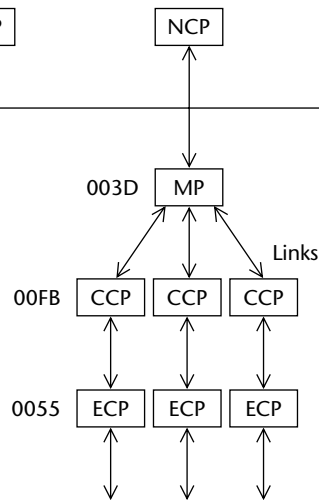 NCP
003D MP
Links
00FB CCP CCP CCP
0055 ECP ECP ECP